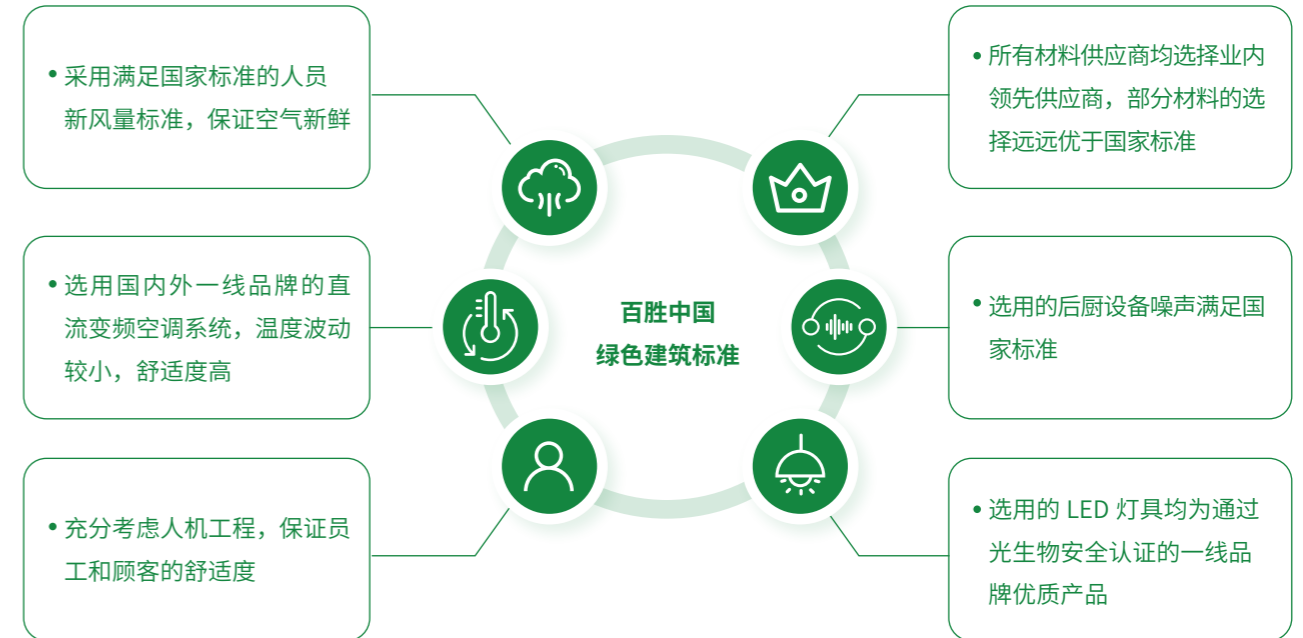 • 采用满足国家标准的人员
新风量标准，保证空气新鲜
• 选用国内外一线品牌的直
流变频空调系统，温度波动
较小，舒适度高
• 充分考虑人机工程，保证员
工和顾客的舒适度
百胜中国
绿色建筑标准
• 所有材料供应商均选择业内
领先供应商，部分材料的选
择远远优于国家标准
• 选用的后厨设备噪声满足国
家标准
• 选用的 LED 灯具均为通过
光生物安全认证的一线品
牌优质产品